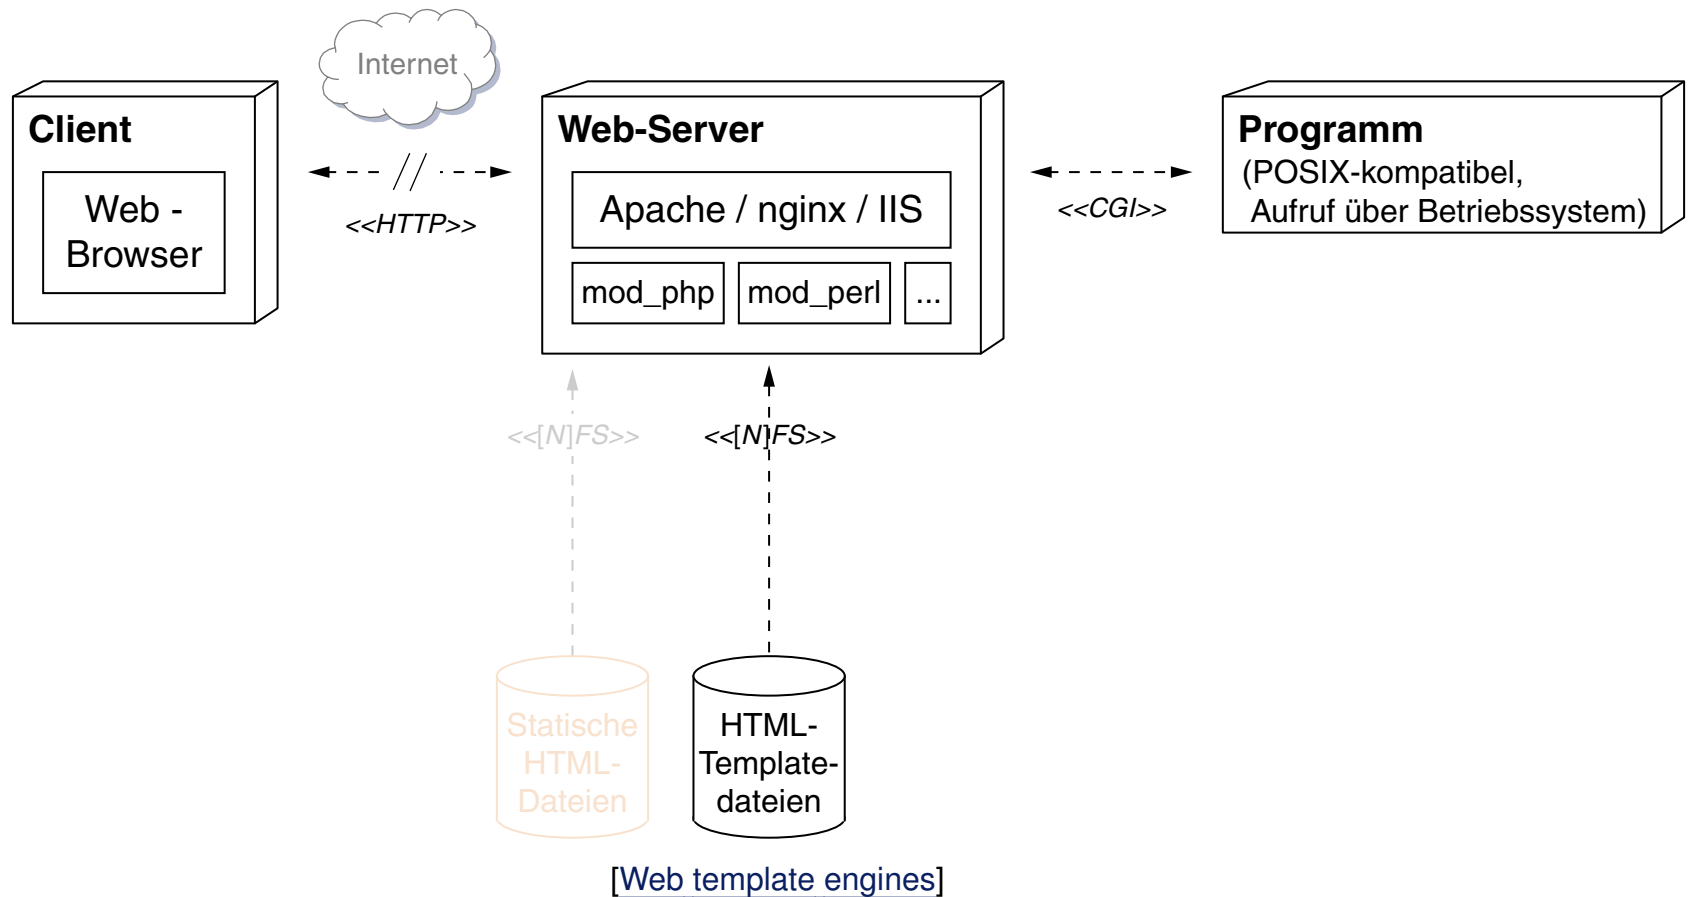 Internet
Client
Web -
Browser
<<HTTP>>
Web-Server
Apache / nginx / IIS
mod_php
mod_perl
...
<<CGI>>
Programm
(POSIX-kompatibel,
Aufruf über Betriebssystem)
<<[N]FS>>
<<[N]FS>>
Statische
HTML-
Dateien
HTML-
Template-
dateien
[Web template engines]